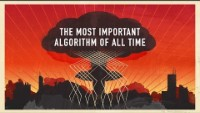 THE MOST IMPORTANT
ALGORITHM OF ALL TIME